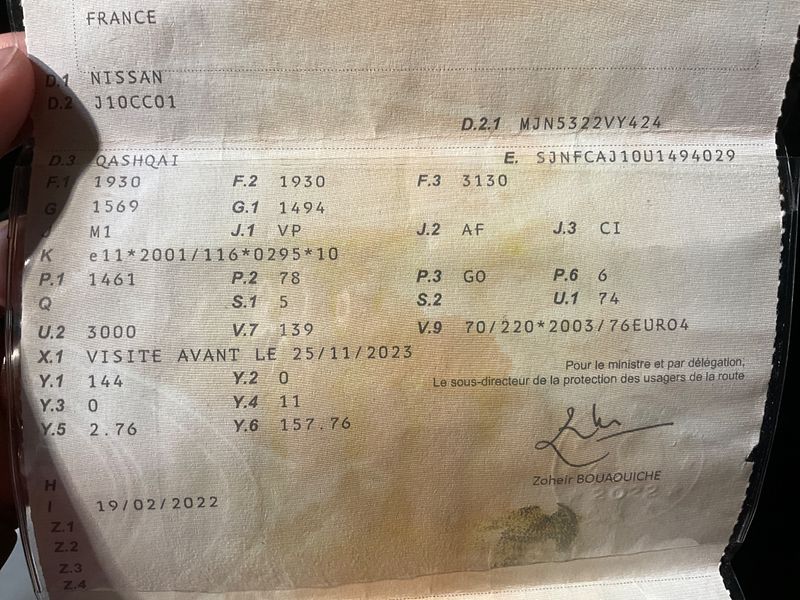 FRANCE
D.1 NISSAN
D.2 J10CC01
D.2.1 MJN5322VY424
D.3 QASHQAI E. SJNFCAJ10U1494029
F.1 1930 F.2 1930 F.3 3130
G 1569 G.1 1494
J M1 J.1 VP J.2 AF J.3 CI
K e11*2001/116*0295*10
P.1 1461 P.2 78 P.3 GO P.6 6
Q S.1 5 S.2 U.1 74
U.2 3000 V.7 139 V.9 70/220*2003/76EURO4
X.1 VISITE AVANT LE 25/11/2023
Pour le ministre et par délégation,
Y.1 144 Y.2 0 Le sous-directeur de la protection des usagers de la route
Y.3 0 Y.4 11
Y.5 2.76 Y.6 157.76
Zoheir BOUAOUICHE
H
I 19/02/2022
Z.1
Z.2
Z.3
Z.4